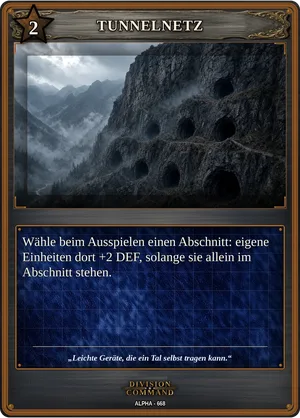 2
TUNNELNETZ
Wähle beim Ausspielen einen Abschnitt: eigene
Einheiten dort +2 DEF, solange sie allein im
Abschnitt stehen.
„Leichte Geräte, die ein Tal selbst tragen kann.“
DIVISION
COMMAND
ALPHA - 668